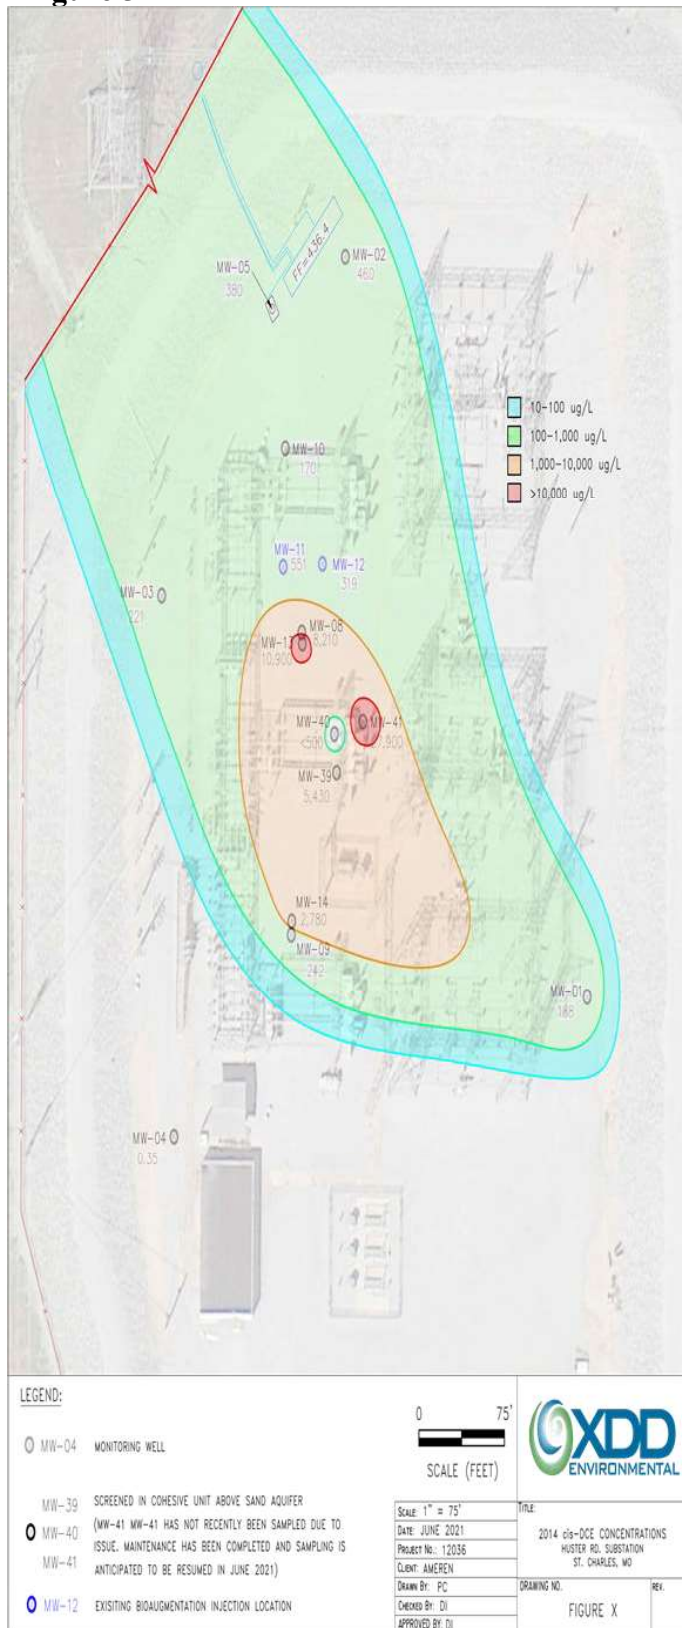 MW-02
460
MW-05
380
FF=436.4
10-100 ug/L
100-1,000 ug/L
1,000-10,000 ug/L
>10,000 ug/L
MW-10
170
MW-11
551
MW-12
319
MW-03
221
MW-08
8,210
MW-13
10,900
MW-40
<500
MW-41
MW-39
5,430
MW-14
2,780
MW-09
242
MW-01
188
MW-04
0.35
LEGEND:
MW-04 MONITORING WELL
MW-39
MW-40
MW-41
SCREENED IN COHESIVE UNIT ABOVE SAND AQUIFER
(MW-41 MW-41 HAS NOT RECENTLY BEEN SAMPLED DUE TO
ISSUE. MAINTENANCE HAS BEEN COMPLETED AND SAMPLING IS
ANTICIPATED TO BE RESUMED IN JUNE 2021)
MW-12 EXISITING BIOAUGMENTATION INJECTION LOCATION
0 75'
SCALE (FEET)
XDD
ENVIRONMENTAL
SCALE: 1" = 75'
DATE: JUNE 2021
PROJECT No.: 12036
CLIENT: AMEREN
DRAWN BY: PC
CHECKED BY: DI
APPROVED BY: DI
TITLE:
2014 cis-DCE CONCENTRATIONS
HUSTER RD. SUBSTATION
ST. CHARLES, MO
DRAWING NO.
FIGURE X
REV.